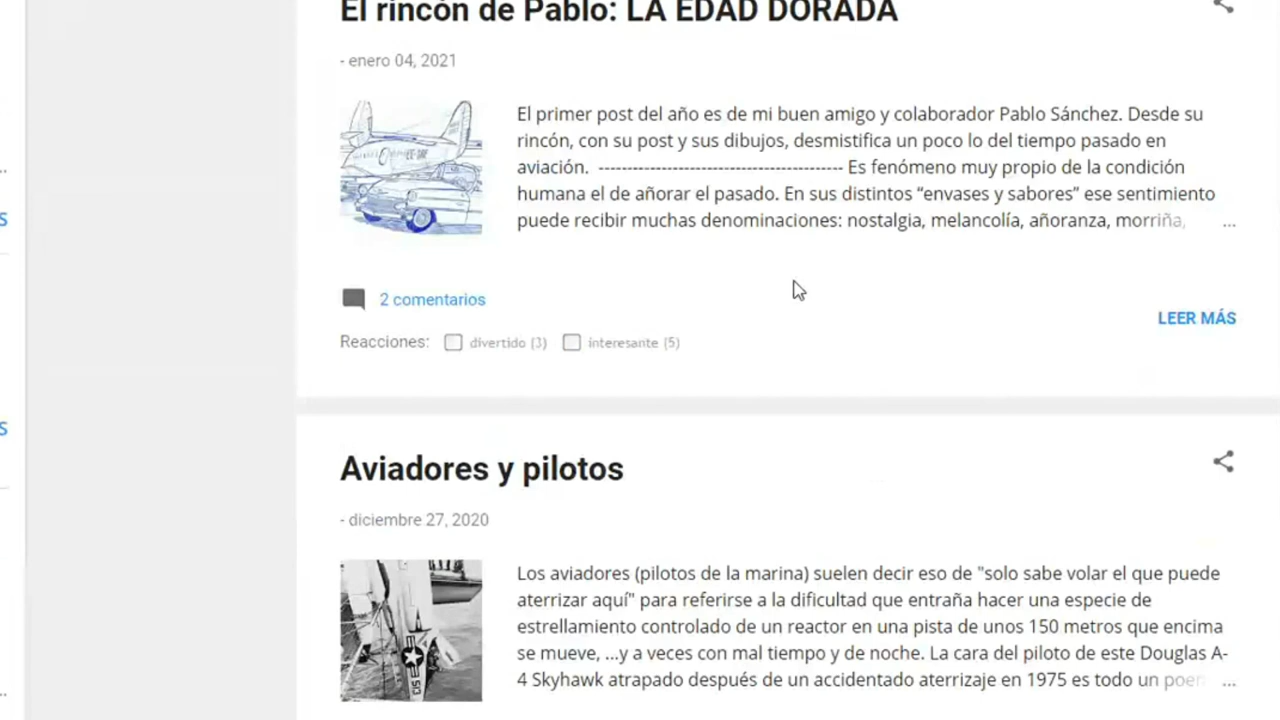 El rincón de Pablo: LA EDAD DORADA
- enero 04, 2021
El primer post del año es de mi buen amigo y colaborador Pablo Sánchez. Desde su
rincón, con su post y sus dibujos, desmistifica un poco lo del tiempo pasado en
aviación. ------------------------------------------ Es fenómeno muy propio de la condición
humana el de añorar el pasado. En sus distintos “envases y sabores” ese sentimiento
puede recibir muchas denominaciones: nostalgia, melancolía, añoranza, morriña, ...
2 comentarios
LEER MÁS
Reacciones: divertido (3) interesante (5)
Aviadores y pilotos
- diciembre 27, 2020
Los aviadores (pilotos de la marina) suelen decir eso de "solo sabe volar el que puede
aterrizar aquí" para referirse a la dificultad que entraña hacer una especie de
estrellamiento controlado de un reactor en una pista de unos 150 metros que encima
se mueve, ...y a veces con mal tiempo y de noche. La cara del piloto de este Douglas A-
4 Skyhawk atrapado después de un accidentado aterrizaje en 1975 es todo un poem ...